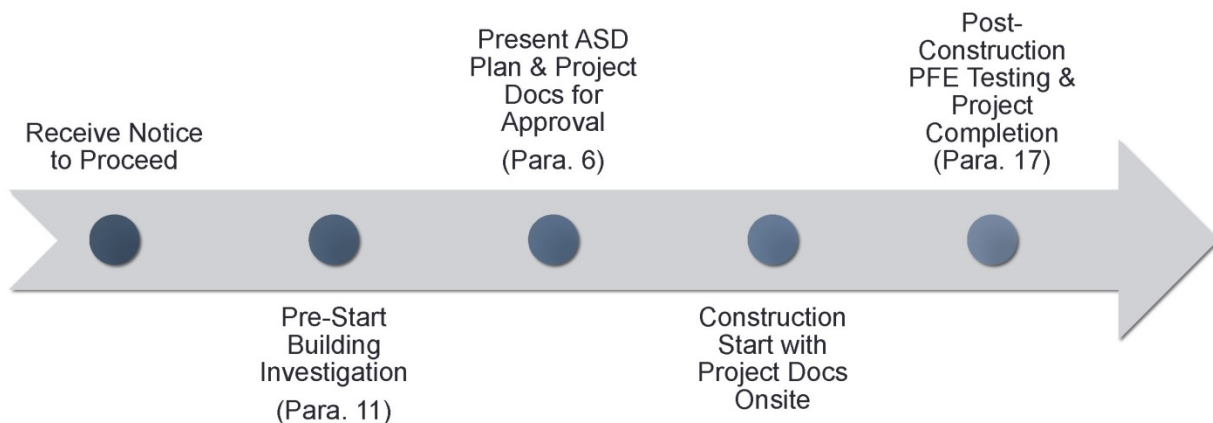 Receive Notice
to Proceed
Pre-Start
Building
Investigation
(Para. 11)
Present ASD
Plan & Project
Docs for
Approval
(Para. 6)
Construction
Start with
Project Docs
Onsite
Post-
Construction
PFE Testing &
Project
Completion
(Para. 17)